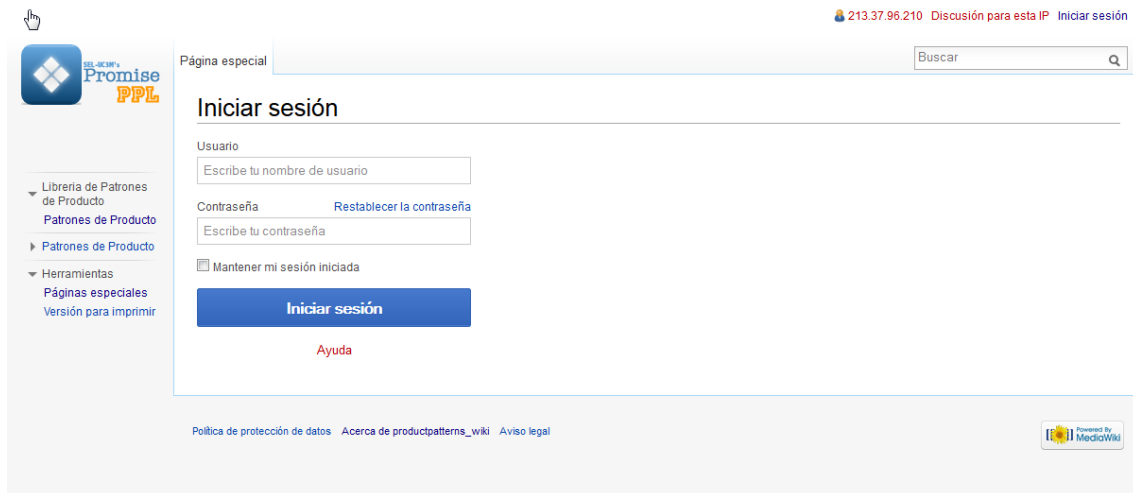 213.37.96.210 Discusión para esta IP Iniciar sesión
SEL-UC3M's
Promise
PPL
Página especial
Buscar
Iniciar sesión
Usuario
Escribe tu nombre de usuario
Contraseña Restablecer la contraseña
Escribe tu contraseña
Mantener mi sesión iniciada
Iniciar sesión
Ayuda
Libreria de Patrones
de Producto
Patrones de Producto
Patrones de Producto
Herramientas
Páginas especiales
Versión para imprimir
Política de protección de datos Acerca de productpatterns_wiki Aviso legal
Powered By
MediaWiki